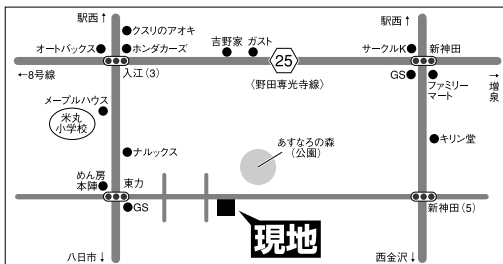 駅西↑
駅西↑
クスリのアオキ
オートバックス
ホンダカーズ
吉野家
ガスト
サークルK
新神田
25
←8号線
入江(3)
〈野田専光寺線〉
GS
ファミリー
マート
→増泉
メープルハウス
米丸
小学校
キリン堂
ナルックス
あすなろの森
(公園)
めん房
本陣
東力
GS
現地
新神田(5)
八日市↓
西金沢↓